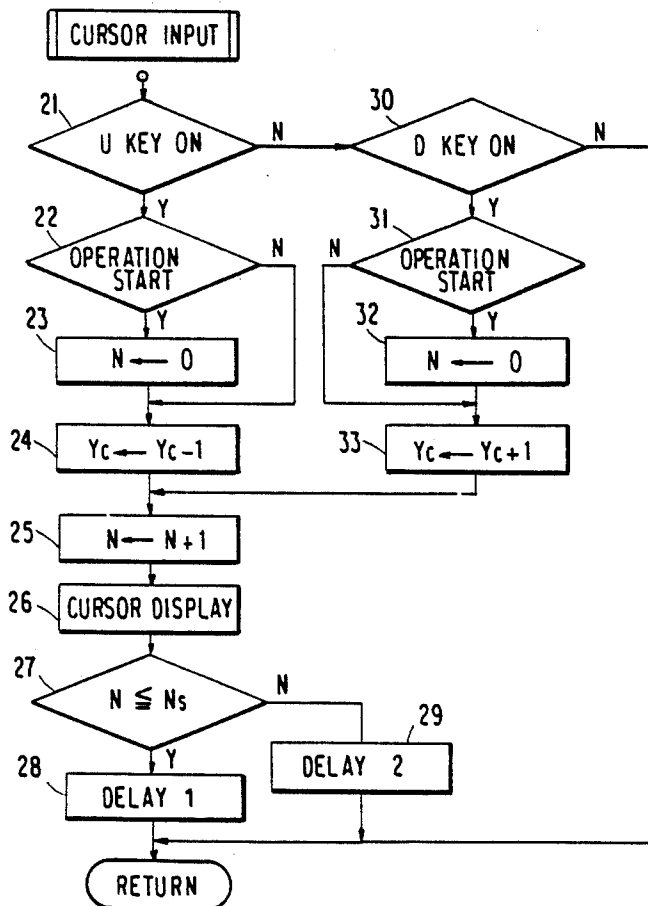 CURSOR INPUT
21
U KEY ON
N
30
D KEY ON
N
Y
Y
22
OPERATION
START
N
31
N
OPERATION
START
Y
Y
23
N ← 0
32
N ← 0
24
Yc ← Yc-1
33
Yc ← Yc+1
25
N ← N+1
26
CURSOR DISPLAY
27
N ≦ Ns
N
Y
29
DELAY 2
28
DELAY 1
RETURN